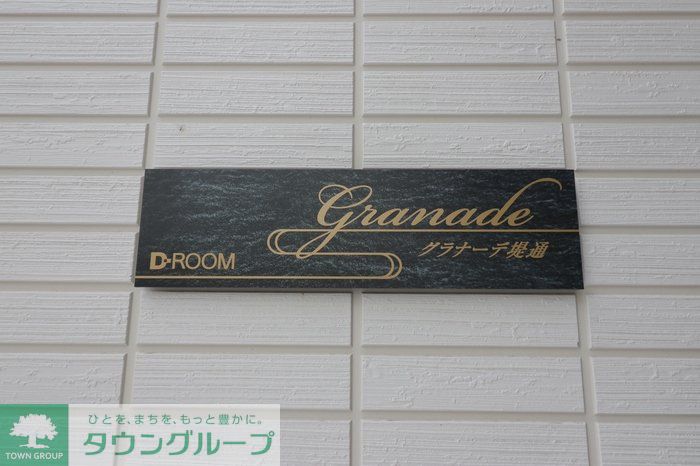 Granade
グラナーデ堤通
D-ROOM
ひとを、まちを、もっと豊かに。
タウングループ
TOWN GROUP